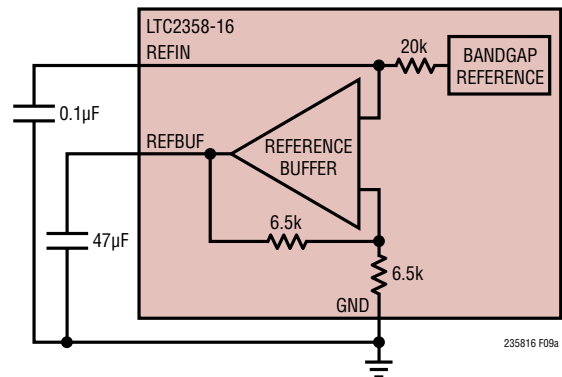 LTC2358-16
REFIN
20k
BANDGAP
REFERENCE
0.1µF
REFBUF
REFERENCE
BUFFER
6.5k
47µF
6.5k
GND
235816 F09a